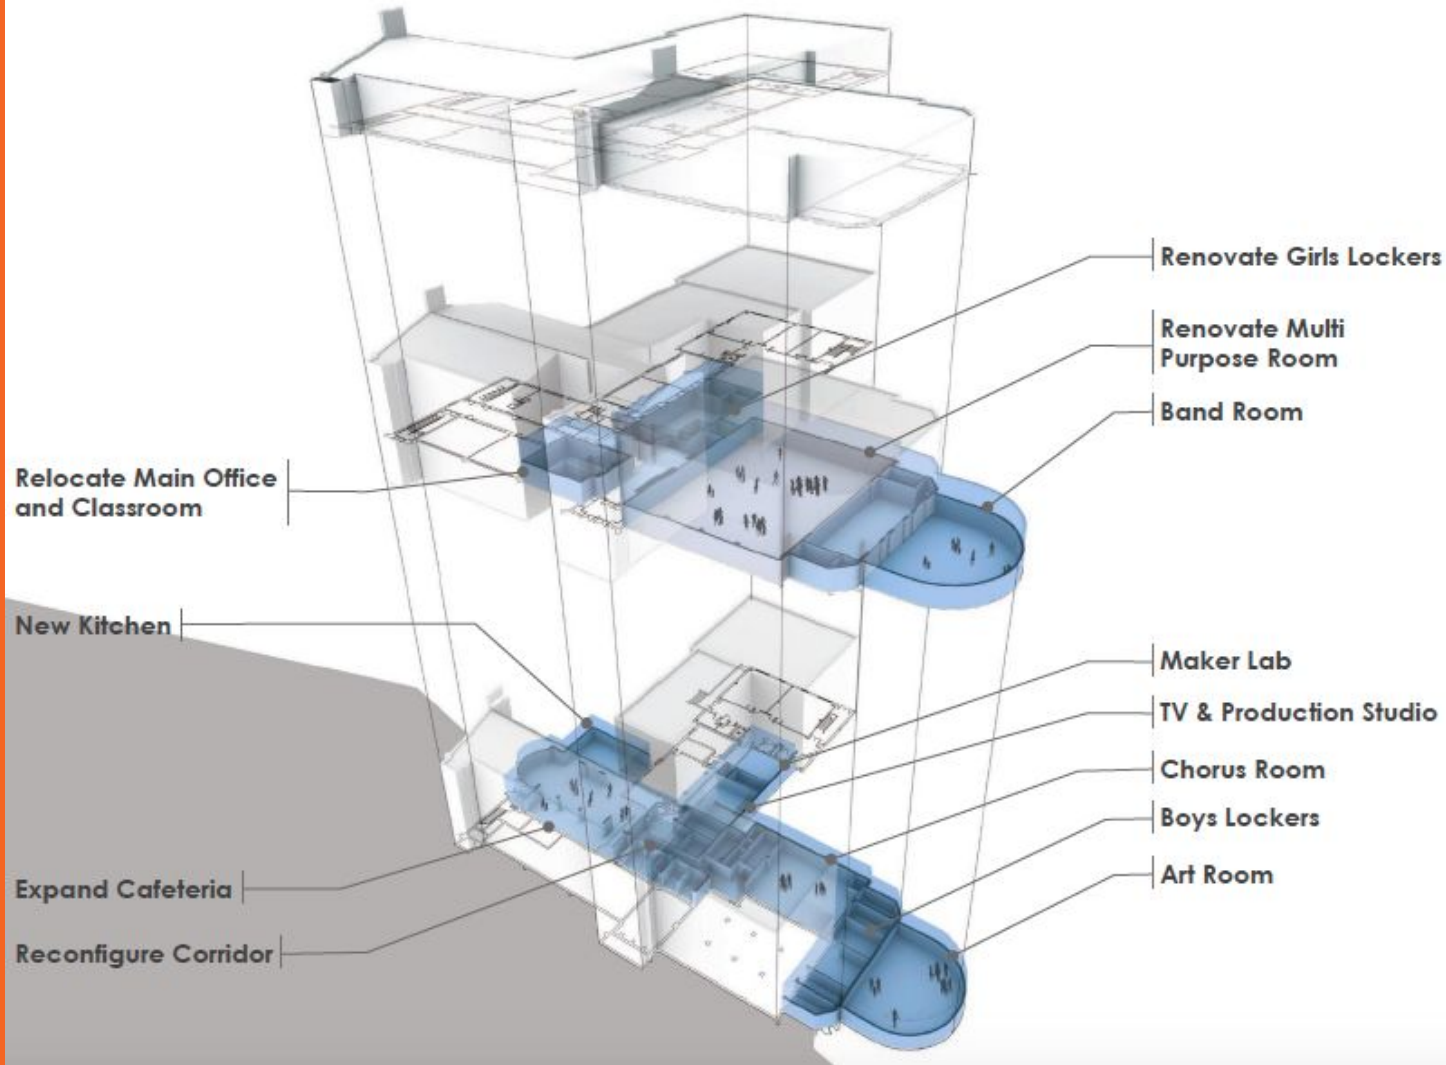 Renovate Girls Lockers
Renovate Multi
Purpose Room
Band Room
Relocate Main Office
and Classroom
New Kitchen
Maker Lab
TV & Production Studio
Chorus Room
Boys Lockers
Art Room
Expand Cafeteria
Reconfigure Corridor